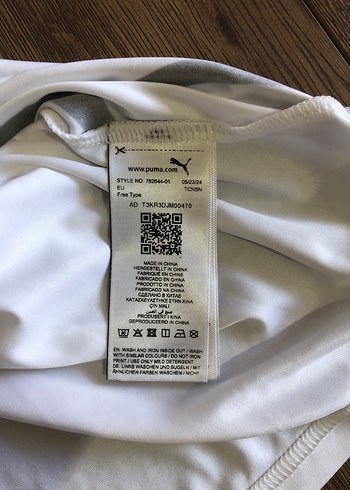 www.puma.com
STYLE NO. 782644-01 05/23/24
EU TCNBN
Free Type
AD T3KR3DJM00470
MADE IN CHINA
HERGESTELLT IN CHINA
FABRIQUÉ EN CHINE
FABRICADO EN CHINA
PRODOTTO IN CINA
FABRICADO NA CHINA
СДЕЛАНО В КИТАЕ
ΚΑΤΑΣΚΕΥΑΣΤΗΚΕ ΣΤΗΝ ΚΙΝΑ
ÇİN MALI
صنع في الصين
PRODUSERT I KINA
GEPRODUCEERD IN CHINA
EN: WASH AND IRON INSIDE OUT / WASH
WITH SIMILAR COLOURS / DO NOT IRON
PRINT / USE ONLY MILD DETERGENT
DE: LINKS WASCHEN UND BÜGELN / MIT
ÄHNLICHEN FARBEN WASCHEN / NICHT